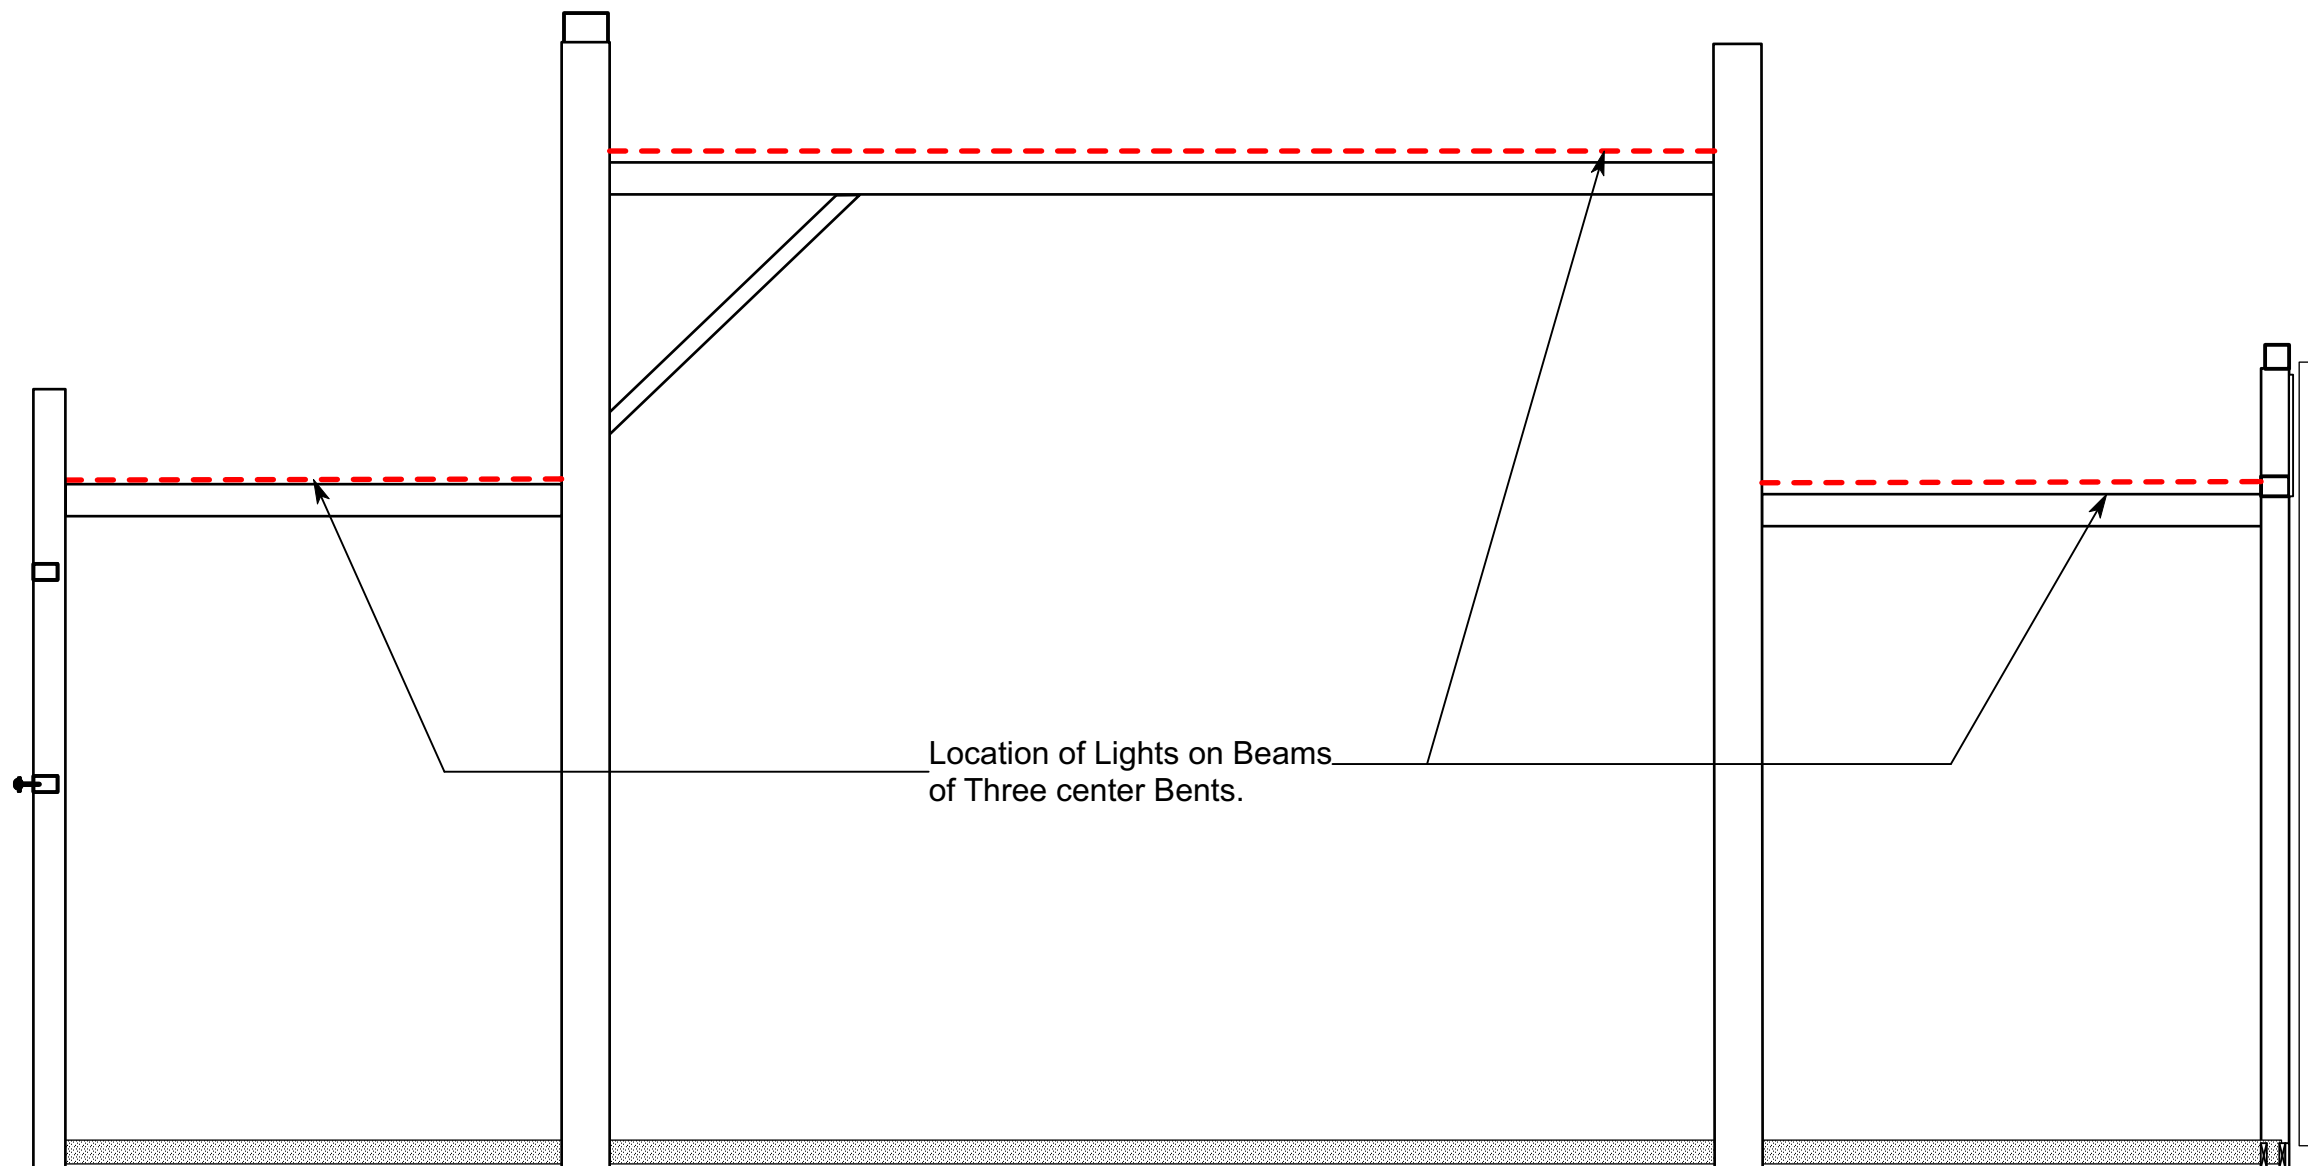 Location of Lights on Beams
of Three center Bents.